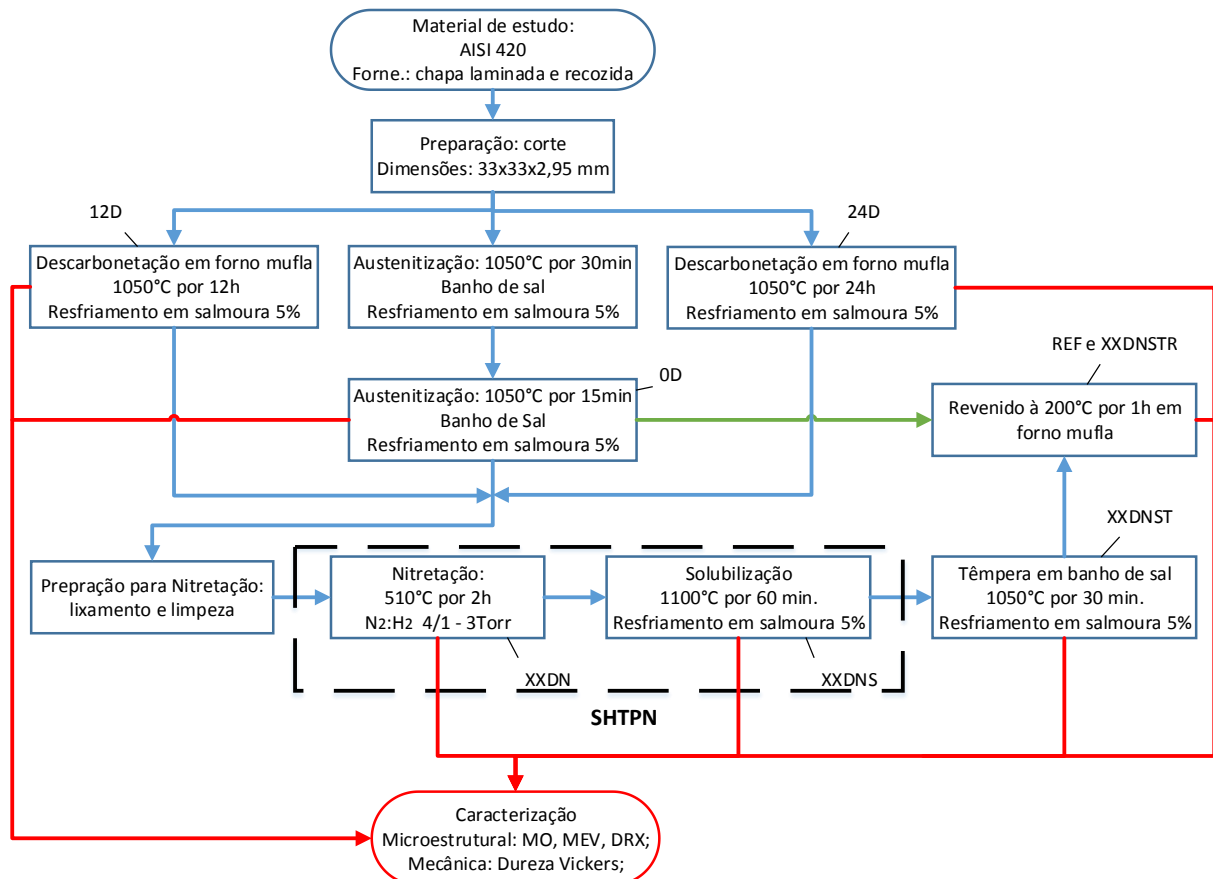 Material de estudo:
AISI 420
Forne.: chapa laminada e recozida
Preparação: corte
Dimensões: 33x33x2,95 mm
12D
24D
Descarbonetação em forno mufla
1050°C por 12h
Resfriamento em salmoura 5%
Austenitização: 1050°C por 30min
Banho de sal
Resfriamento em salmoura 5%
Descarbonetação em forno mufla
1050°C por 24h
Resfriamento em salmoura 5%
0D
REF e XXDNSTR
Austenitização: 1050°C por 15min
Banho de Sal
Resfriamento em salmoura 5%
Revenido à 200°C por 1h em
forno mufla
XXDNST
Prepração para Nitretação:
lixamento e limpeza
Nitretação:
510°C por 2h
N2:H2 4/1 - 3Torr
Solubilização
1100°C por 60 min.
Resfriamento em salmoura 5%
Têmpera em banho de sal
1050°C por 30 min.
Resfriamento em salmoura 5%
XXDN
XXDNS
SHTPN
Caracterização
Microestrutural: MO, MEV, DRX;
Mecânica: Dureza Vickers;